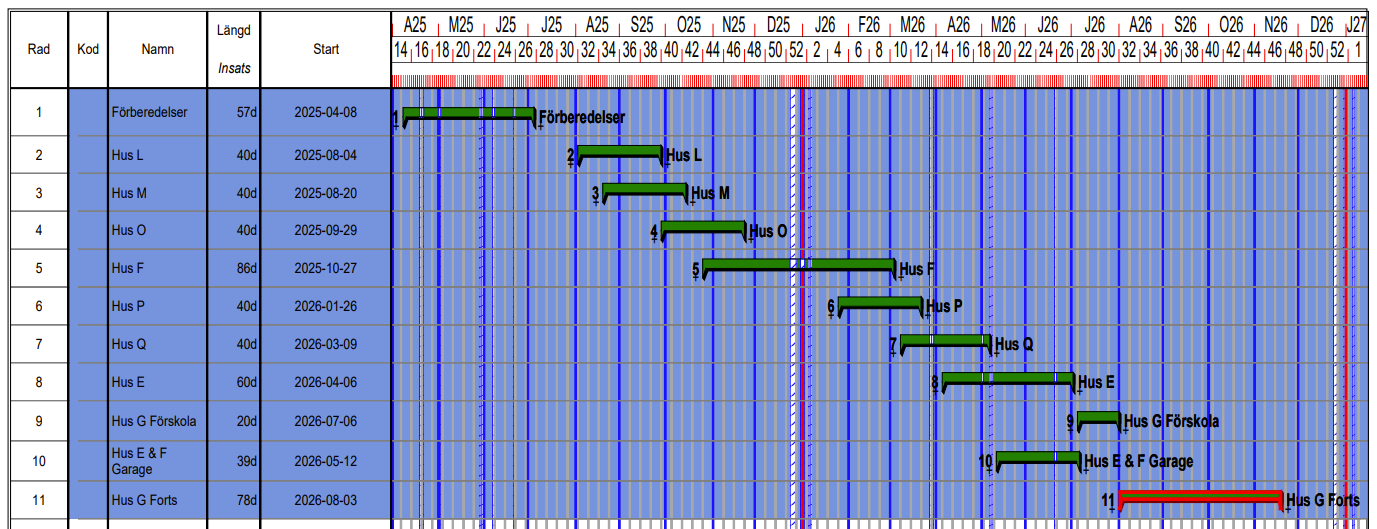 A25 M25 J25 J25 A25 S25 O25 N25 D25 J26 F26 M26 A26 M26 J26 J26 A26 S26 O26 N26 D26 J27
Rad Kod Namn Längd Start
Insats
14 16 18 20 22 24 26 28 30 32 34 36 38 40 42 44 46 48 50 52 2 4 6 8 10 12 14 16 18 20 22 24 26 28 30 32 34 36 38 40 42 44 46 48 50 52 1
1 Förberedelser 57d 2025-04-08 1 Förberedelser
2 Hus L 40d 2025-08-04 2 Hus L
3 Hus M 40d 2025-08-20 3 Hus M
4 Hus O 40d 2025-09-29 4 Hus O
5 Hus F 86d 2025-10-27 5 Hus F
6 Hus P 40d 2026-01-26 6 Hus P
7 Hus Q 40d 2026-03-09 7 Hus Q
8 Hus E 60d 2026-04-06 8 Hus E
9 Hus G Förskola 20d 2026-07-06 9 Hus G Förskola
10 Hus E & F
Garage 39d 2026-05-12 10 Hus E & F Garage
11 Hus G Forts 78d 2026-08-03 11 Hus G Forts